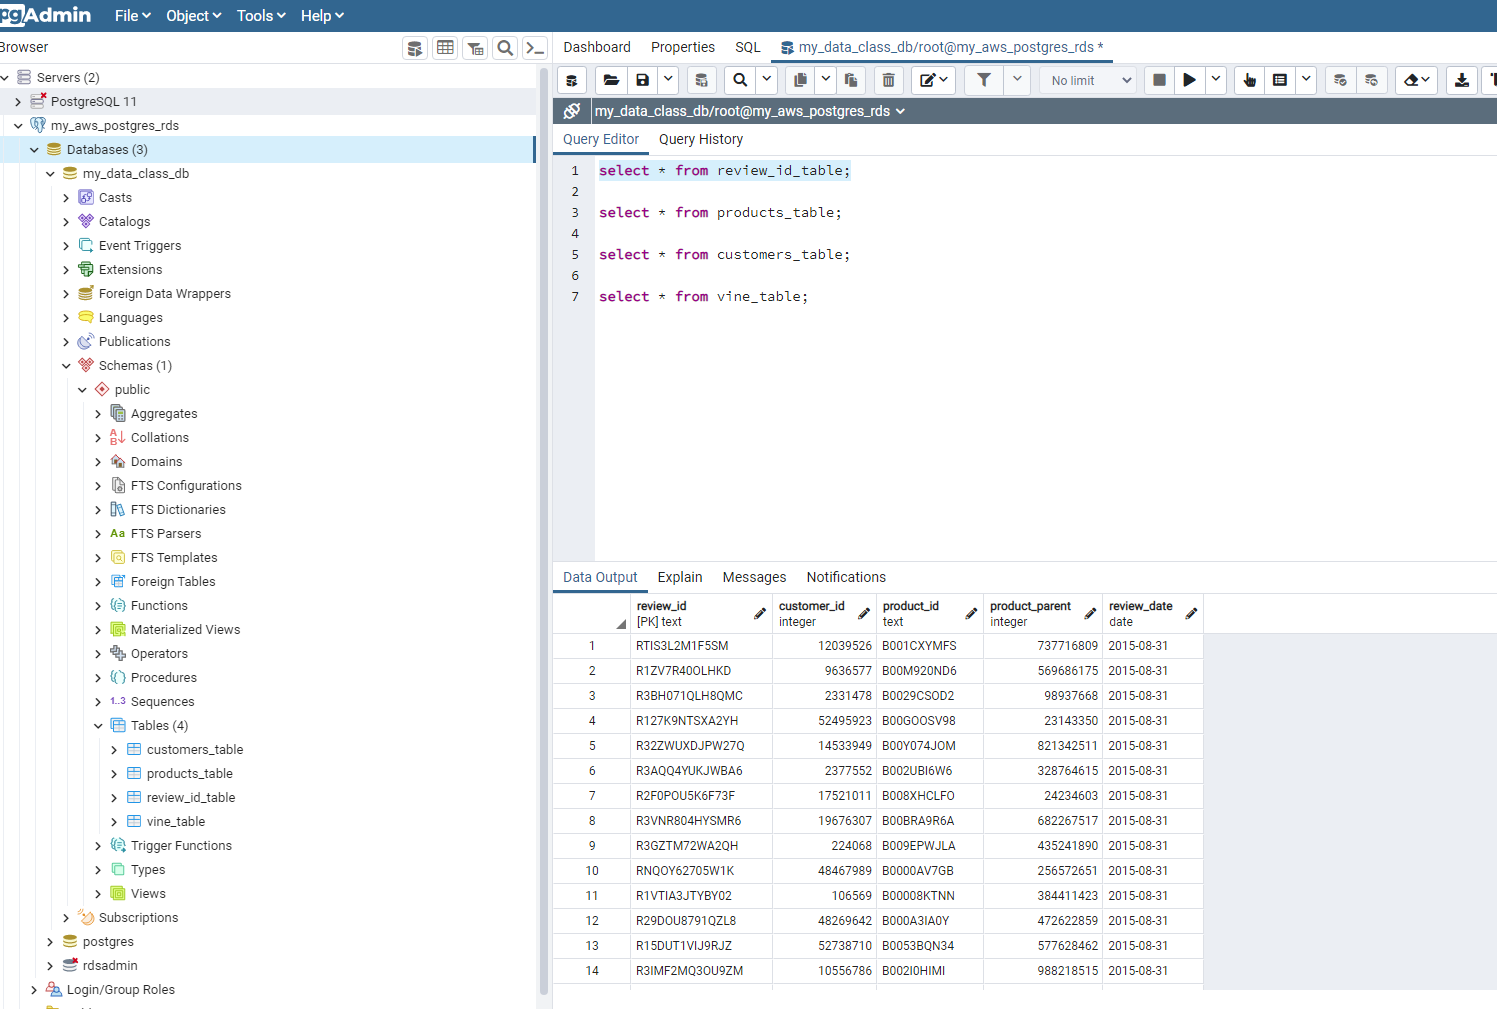 pgAdmin File Object Tools Help
Browser
Dashboard Properties SQL my_data_class_db/root@my_aws_postgres_rds *
No limit
my_data_class_db/root@my_aws_postgres_rds
Query Editor Query History
Servers (2)
PostgreSQL 11
my_aws_postgres_rds
Databases (3)
my_data_class_db
Casts
Catalogs
Event Triggers
Extensions
Foreign Data Wrappers
Languages
Publications
Schemas (1)
public
Aggregates
A
B
Collations
Domains
FTS Configurations
FTS Dictionaries
Aa FTS Parsers
FTS Templates
Foreign Tables
Functions
Materialized Views
Operators
Procedures
1..3 Sequences
Tables (4)
customers_table
products_table
review_id_table
vine_table
Trigger Functions
Types
Views
Subscriptions
postgres
rdsadmin
Login/Group Roles
1 select * from review_id_table;
2
3 select * from products_table;
4
5 select * from customers_table;
6
7 select * from vine_table;
Data Output Explain Messages Notifications
review_id customer_id product_id product_parent review_date
[PK] text integer text integer date
1 RTIS3L2M1F5SM 12039526 B001CXYMFS 737716809 2015-08-31
2 R1ZV7R40OLHKD 9636577 B00M920ND6 569686175 2015-08-31
3 R3BH071QLH8QMC 2331478 B0029CSOD2 98937668 2015-08-31
4 R127K9NTSXA2YH 52495923 B00GOOSV98 23143350 2015-08-31
5 R32ZWUXDJPW27Q 14533949 B00Y074JOM 821342511 2015-08-31
6 R3AQQ4YUKJWBA6 2377552 B002UBI6W6 328764615 2015-08-31
7 R2F0POU5K6F73F 17521011 B008XHCLFO 24234603 2015-08-31
8 R3VNR804HYSMR6 19676307 B00BRA9R6A 682267517 2015-08-31
9 R3GZTM72WA2QH 224068 B009EPWJLA 435241890 2015-08-31
10 RNQOY62705W1K 48467989 B0000AV7GB 256572651 2015-08-31
11 R1VTIA3JTYBY02 106569 B00008KTNN 384411423 2015-08-31
12 R29DOU8791QZL8 48269642 B000A3IA0Y 472622859 2015-08-31
13 R15DUT1VIJ9RJZ 52738710 B0053BQN34 577628462 2015-08-31
14 R3IMF2MQ3OU9ZM 10556786 B002I0HIMI 988218515 2015-08-31